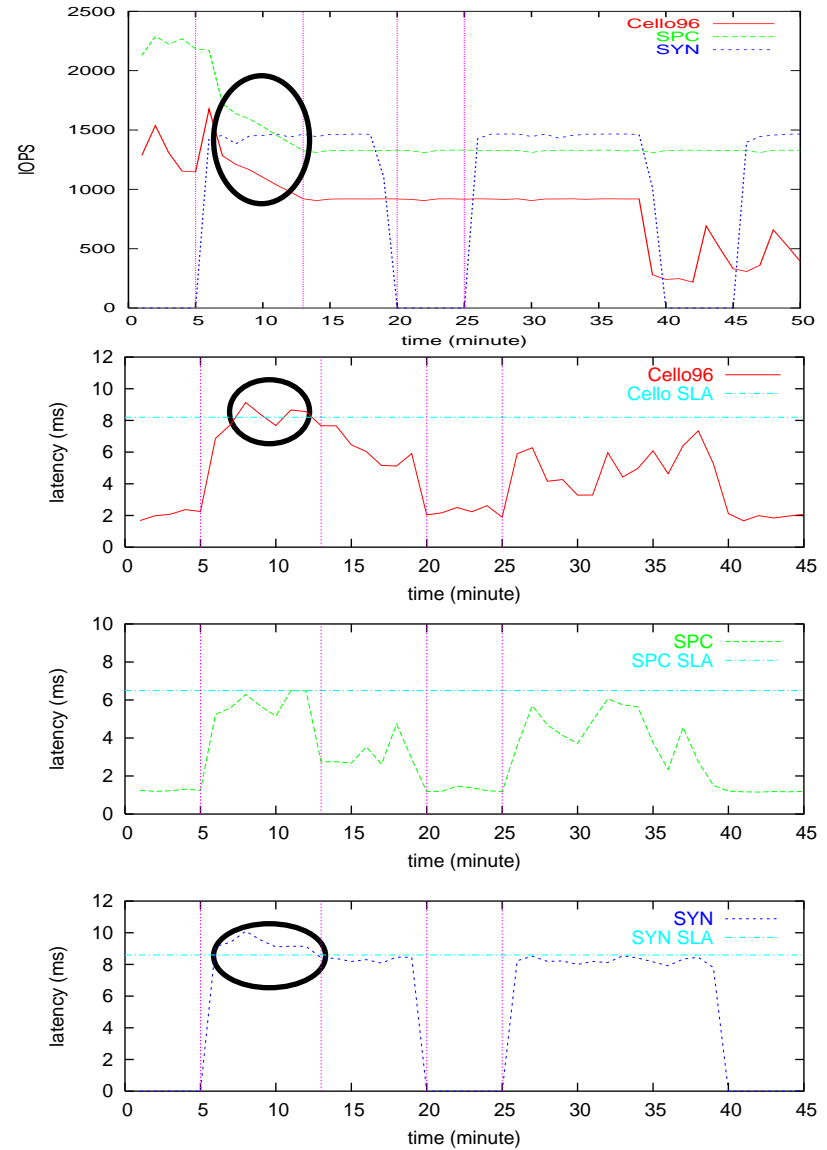 2500
2000
1500
1000
500
0
IOPS
Cello96
SPC
SYN
0 5 10 15 20 25 30 35 40 45 50
time (minute)
12
10
8
6
4
2
0
latency (ms)
Cello96
Cello SLA
0 5 10 15 20 25 30 35 40 45
time (minute)
10
8
6
4
2
0
latency (ms)
SPC
SPC SLA
0 5 10 15 20 25 30 35 40 45
time (minute)
12
10
8
6
4
2
0
latency (ms)
SYN
SYN SLA
0 5 10 15 20 25 30 35 40 45
time (minute)